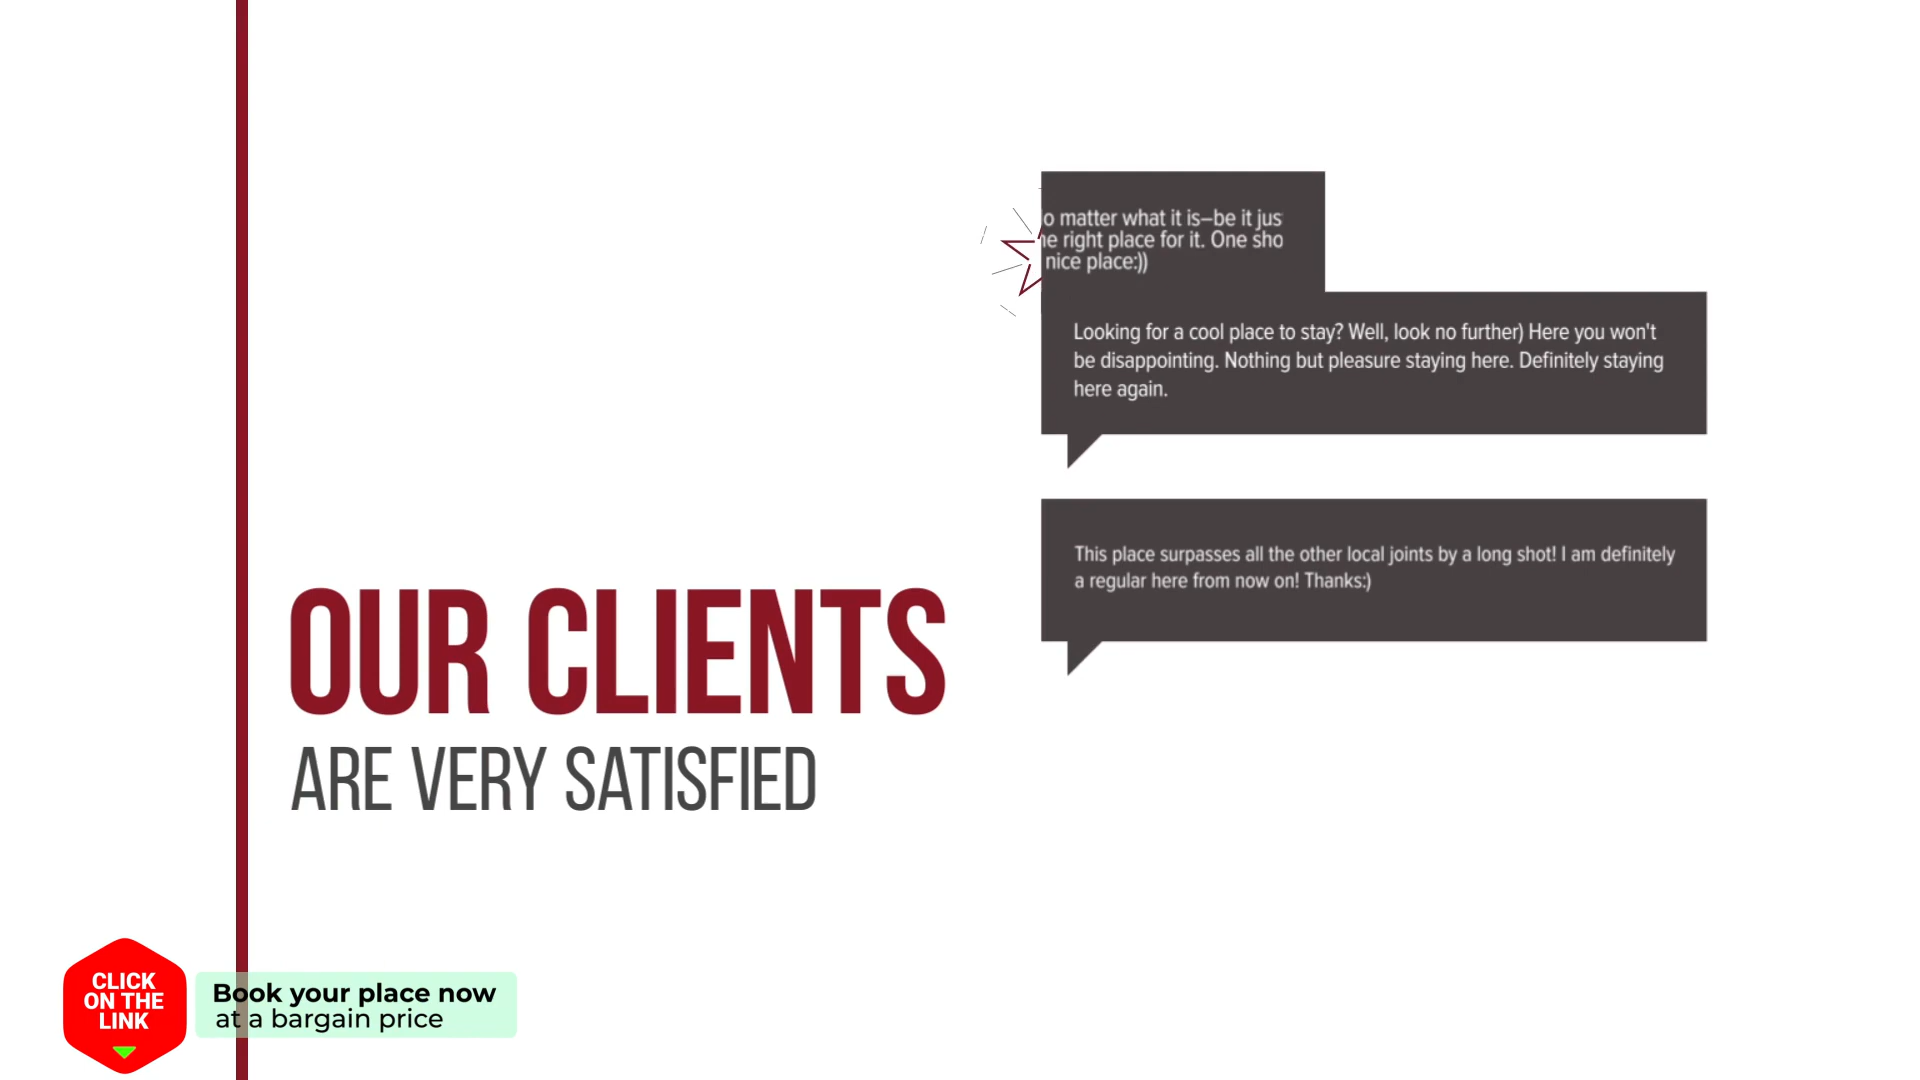 matter what it is–be it jus
right place for it. One sho
nice place:))
Looking for a cool place to stay? Well, look no further) Here you won't
be disappointing. Nothing but pleasure staying here. Definitely staying
here again.
This place surpasses all the other local joints by a long shot! I am definitely
a regular here from now on! Thanks:)
OUR CLIENTS
ARE VERY SATISFIED
CLICK
ON THE
LINK
Book your place now
at a bargain price